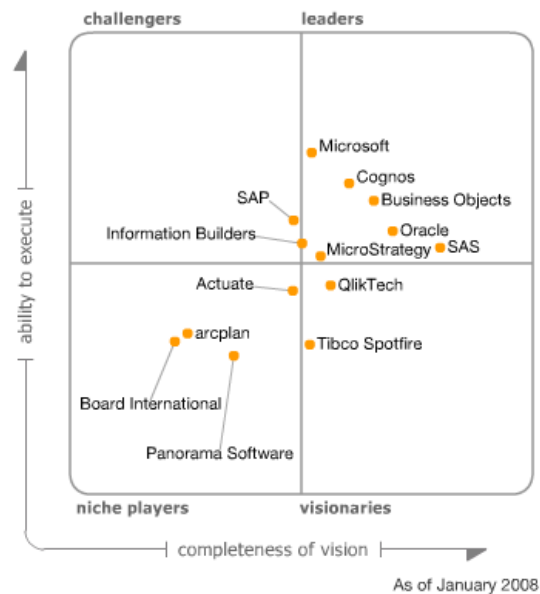 challengers
leaders
Microsoft
Cognos
SAP
Business Objects
Information Builders
Oracle
MicroStrategy
SAS
Actuate
QlikTech
arcplan
Tibco Spotfire
Board International
Panorama Software
niche players
visionaries
ability to execute
completeness of vision
As of January 2008